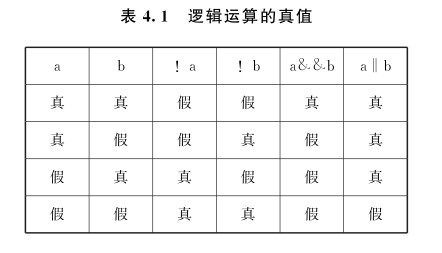 表 4.1 逻辑运算的真值
a b ! a ! b a&&b a‖b
真 真 假 假 真 真
真 假 假 真 假 真
假 真 真 假 假 真
假 假 真 真 假 假